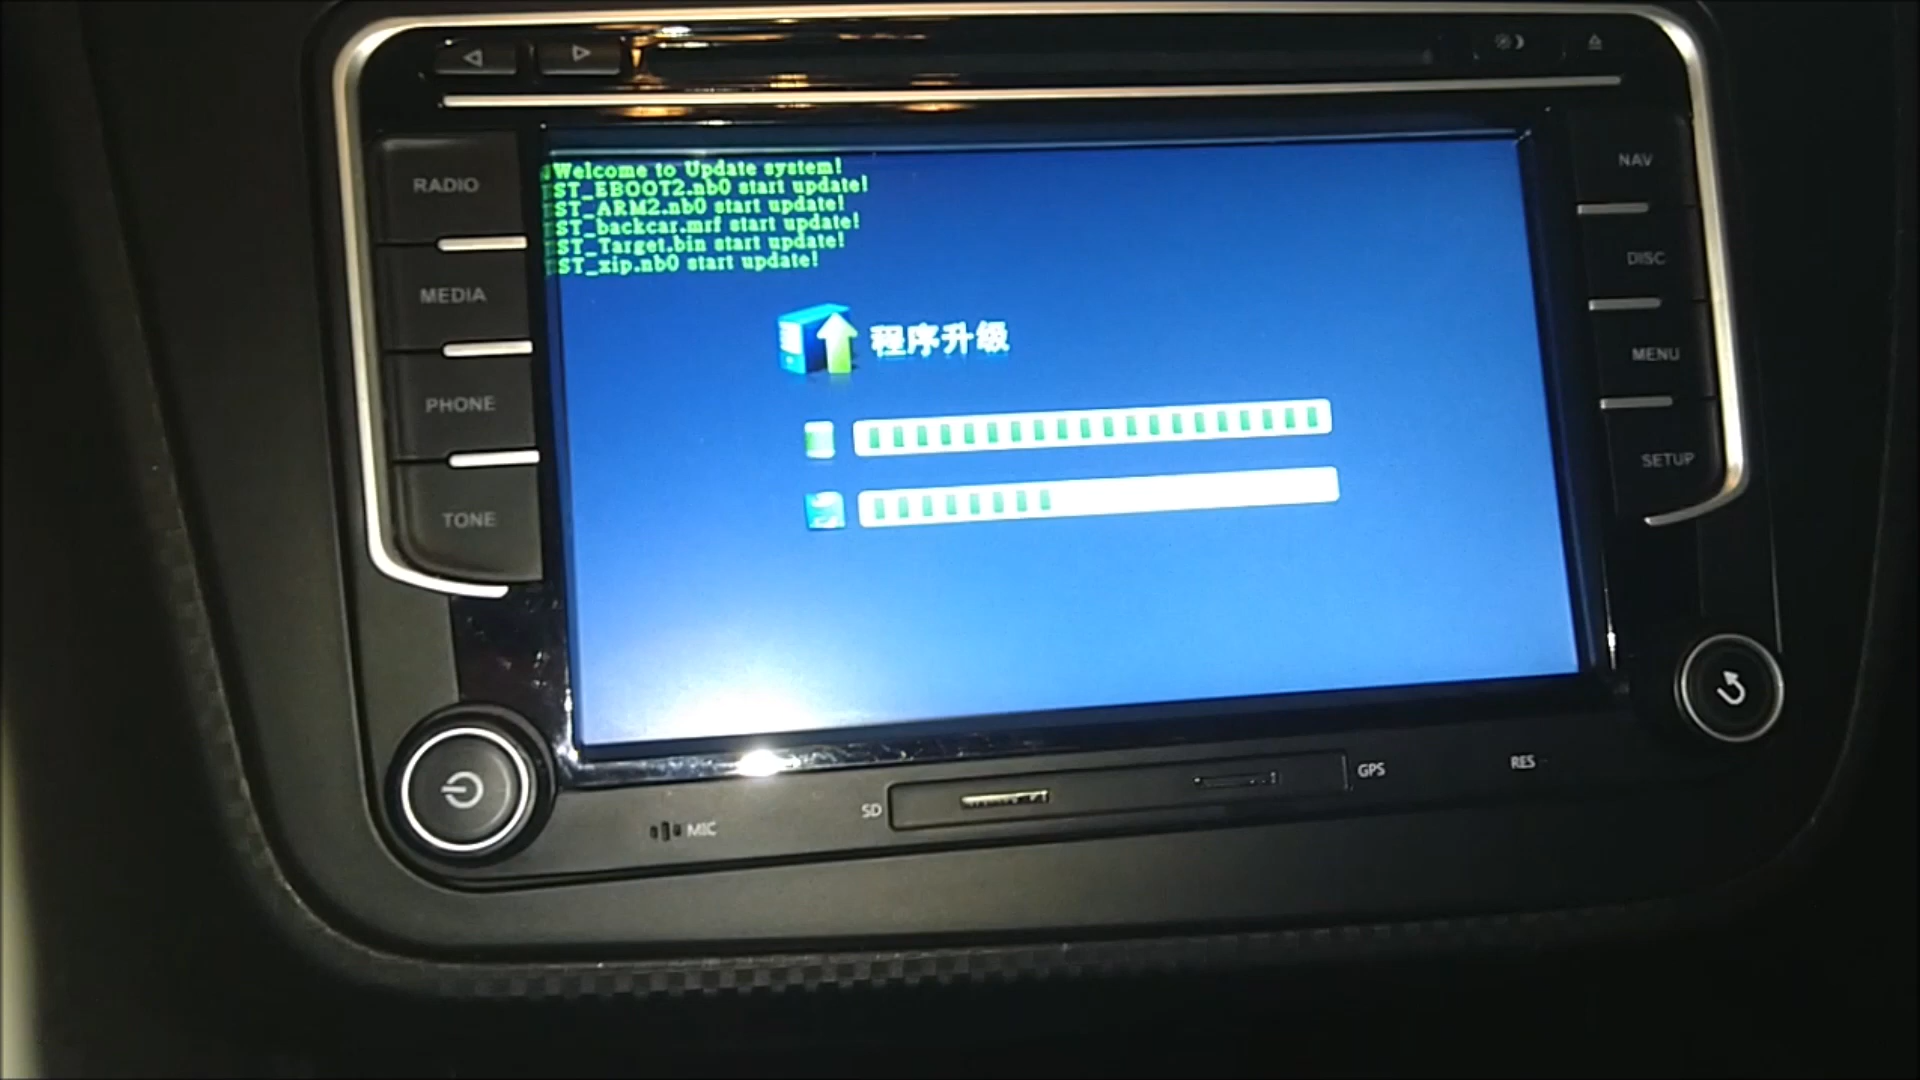 RADIO
MEDIA
PHONE
TONE
Welcome to Update system!
ST_EBOOT2.nb0 start update!
ST_ARM2.nb0 start update!
ST_backcar.mrf start update!
ST_Target.bin start update!
ST_xip.nb0 start update!
程序升级
NAV
DISC
MENU
SETUP
MIC
SD
GPS
RES